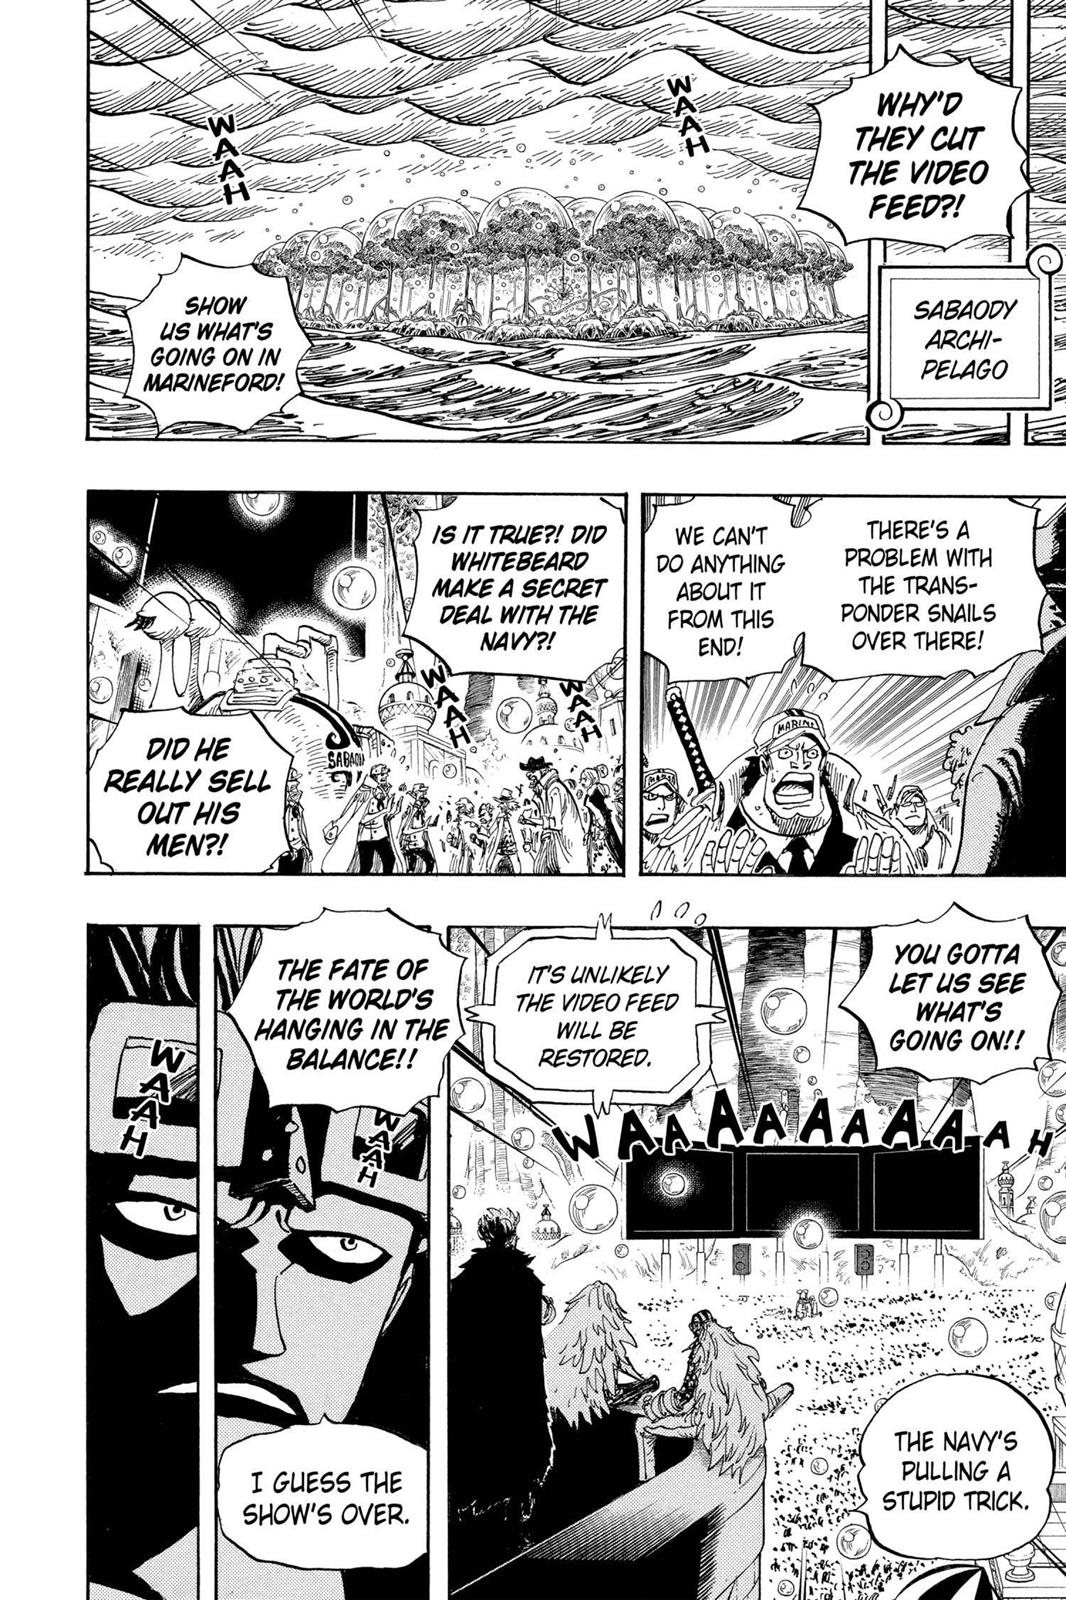 WHY'D
THEY CUT
THE VIDEO
FEED?!
SABAODY
ARCHI-
PELAGO
WAAH
WAAH
SHOW
US WHAT'S
GOING ON IN
MARINEFORD!
THERE'S A
PROBLEM WITH
THE TRANS-
PONDER SNAILS
OVER THERE!
WE CAN'T
DO ANYTHING
ABOUT IT
FROM THIS
END!
MARINE
IS IT TRUE?! DID
WHITEBEARD
MAKE A SECRET
DEAL WITH THE
NAVY?!
WAAH
WAAH
SABAODY
DID HE
REALLY SELL
OUT HIS
MEN?!
YOU GOTTA
LET US SEE
WHAT'S
GOING ON!!
IT'S UNLIKELY
THE VIDEO FEED
WILL BE
RESTORED.
WAAAAAAAAAAH
THE NAVY'S
PULLING A
STUPID TRICK.
THE FATE OF
THE WORLD'S
HANGING IN THE
BALANCE!!
WAAH
WAAH
I GUESS THE
SHOW'S OVER.